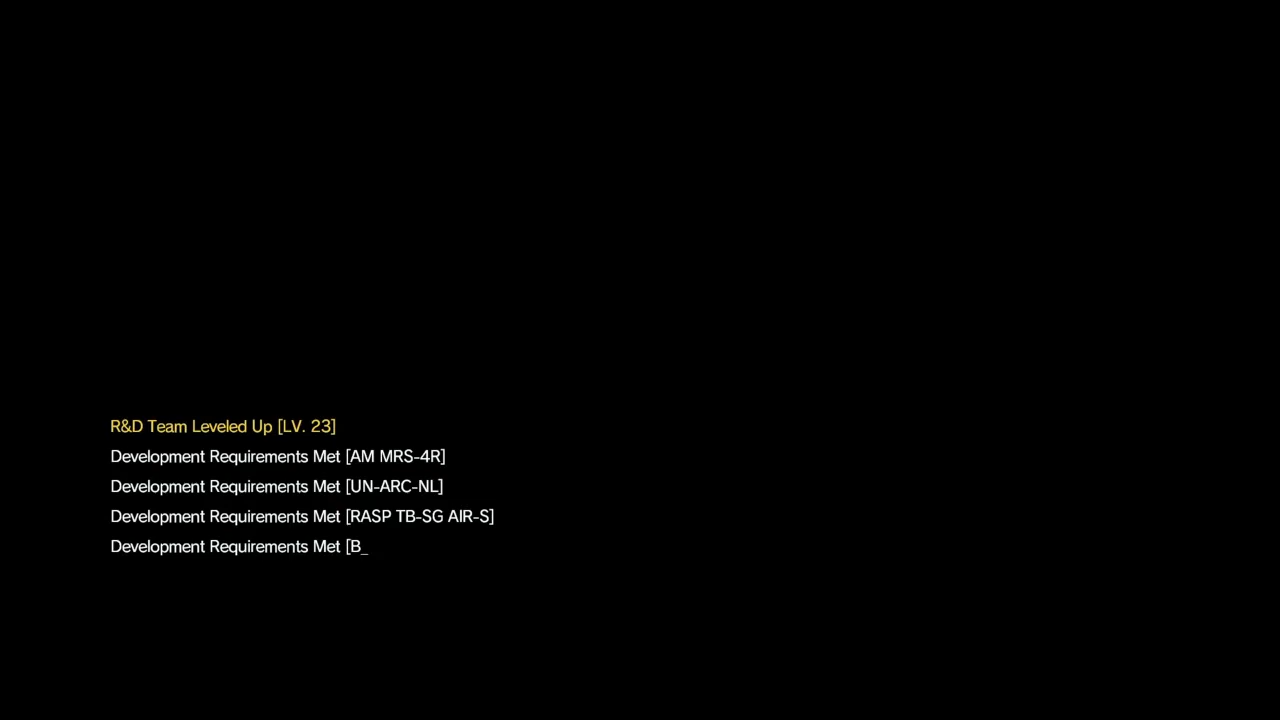 R&D Team Leveled Up [LV. 23]
Development Requirements Met [AM MRS-4R]
Development Requirements Met [UN-ARC-NL]
Development Requirements Met [RASP TB-SG AIR-S]
Development Requirements Met [B_